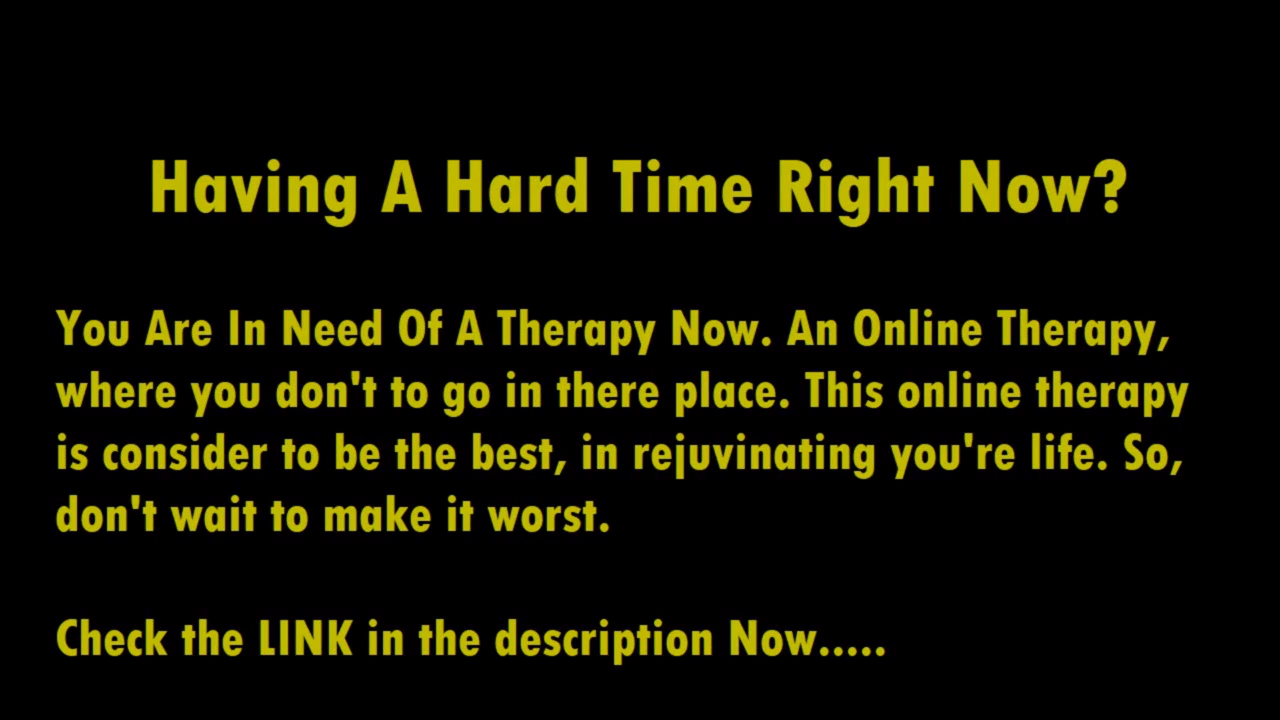 Having A Hard Time Right Now?
You Are In Need Of A Therapy Now. An Online Therapy,
where you don't to go in there place. This online therapy
is consider to be the best, in rejuvinating you're life. So,
don't wait to make it worst.
Check the LINK in the description Now.....